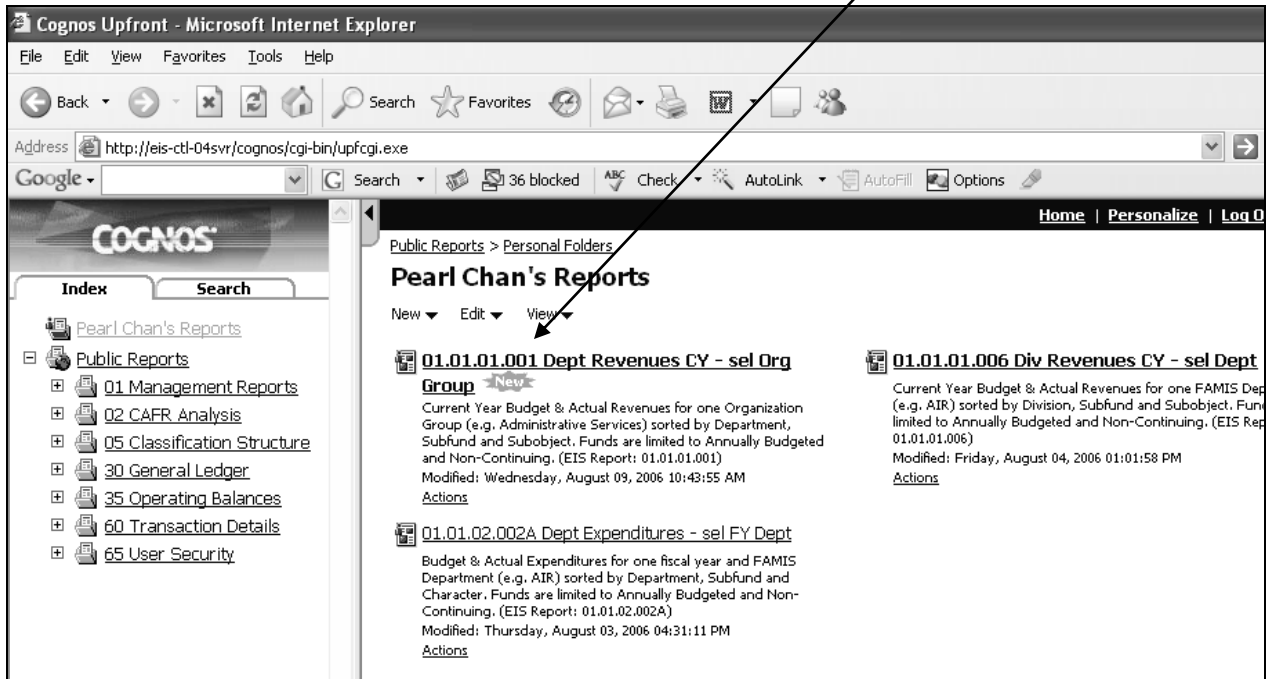 Cognos Upfront - Microsoft Internet Explorer
File Edit View Favorites Tools Help
Back Search Favorites
Address http://eis-ctl-04svr/cognos/cgi-bin/upfcgi.exe
Google G Search 36 blocked ABC Check AutoLink AutoFill Options
Home | Personalize | Log O
COGNOS
Index Search
Pearl Chan's Reports
Public Reports
01 Management Reports
02 CAFR Analysis
05 Classification Structure
30 General Ledger
35 Operating Balances
60 Transaction Details
65 User Security
Public Reports > Personal Folders
Pearl Chan's Reports
New Edit View
01.01.01.001 Dept Revenues CY - sel Org
Group New
Current Year Budget & Actual Revenues for one Organization
Group (e.g. Administrative Services) sorted by Department,
Subfund and Subobject. Funds are limited to Annually Budgeted
and Non-Continuing. (EIS Report: 01.01.01.001)
Modified: Wednesday, August 09, 2006 10:43:55 AM
Actions
01.01.01.006 Div Revenues CY - sel Dept
Current Year Budget & Actual Revenues for one FAMIS Dep
(e.g. AIR) sorted by Division, Subfund and Subobject. Fun
limited to Annually Budgeted and Non-Continuing. (EIS Rep
01.01.01.006)
Modified: Friday, August 04, 2006 01:01:58 PM
Actions
01.01.02.002A Dept Expenditures - sel FY Dept
Budget & Actual Expenditures for one fiscal year and FAMIS
Department (e.g. AIR) sorted by Department, Subfund and
Character. Funds are limited to Annually Budgeted and Non-
Continuing. (EIS Report: 01.01.02.002A)
Modified: Thursday, August 03, 2006 04:31:11 PM
Actions